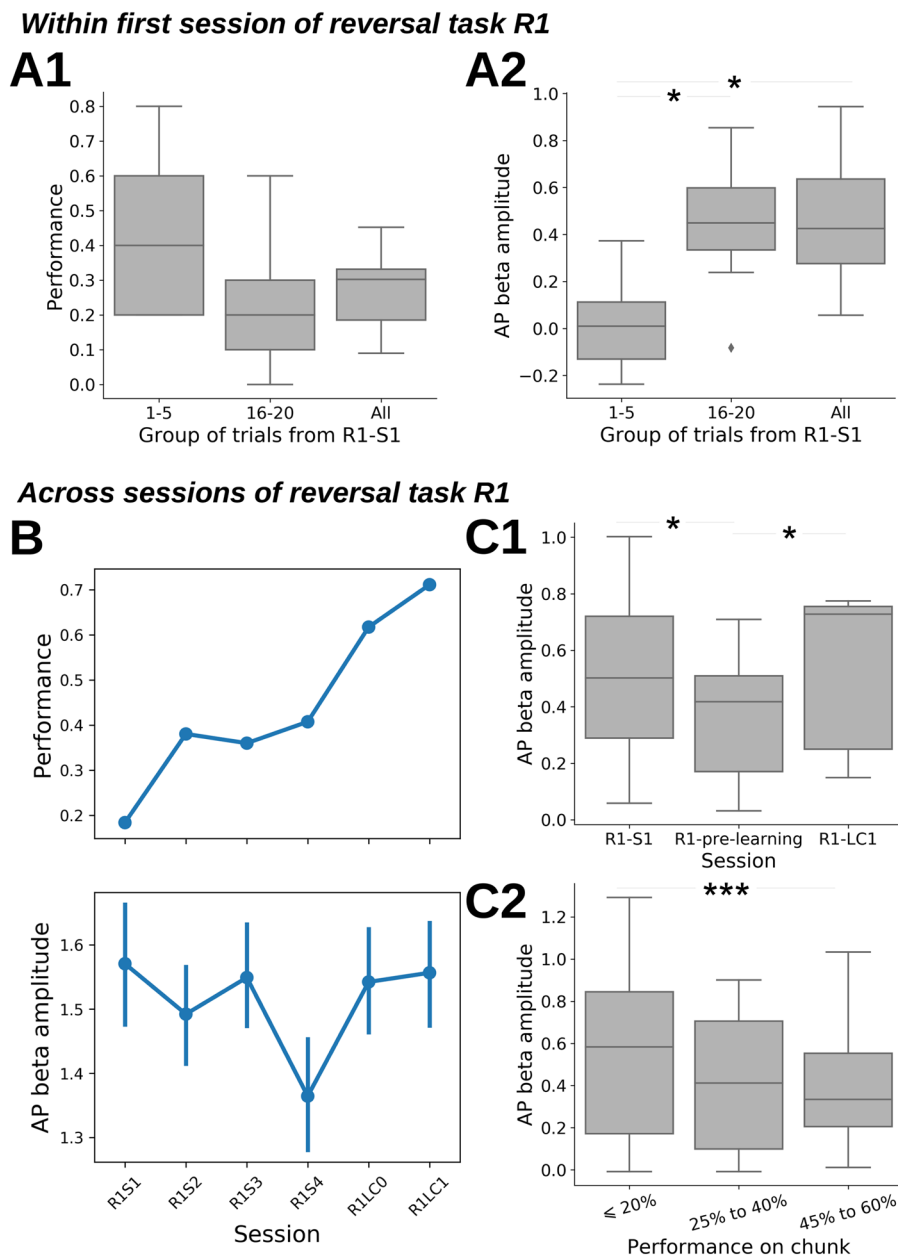 Within first session of reversal task R1
A1
A2
0.8
0.7
0.6
0.5
0.4
0.3
0.2
0.1
0.0
Performance
1-5
16-20
All
Group of trials from R1-S1
*
*
1.0
0.8
0.6
0.4
0.2
0.0
−0.2
AP beta amplitude
1-5
16-20
All
Group of trials from R1-S1
Across sessions of reversal task R1
B
0.7
0.6
0.5
0.4
0.3
0.2
Performance
1.6
1.5
1.4
1.3
AP beta amplitude
R1S1
R1S2
R1S3
R1S4
R1LC0
R1LC1
Session
C1
*
*
1.0
0.8
0.6
0.4
0.2
0.0
AP beta amplitude
R1-S1
R1-pre-learning
R1-LC1
Session
C2
***
1.2
1.0
0.8
0.6
0.4
0.2
0.0
AP beta amplitude
⩽ 20%
25% to 40%
45% to 60%
Performance on chunk